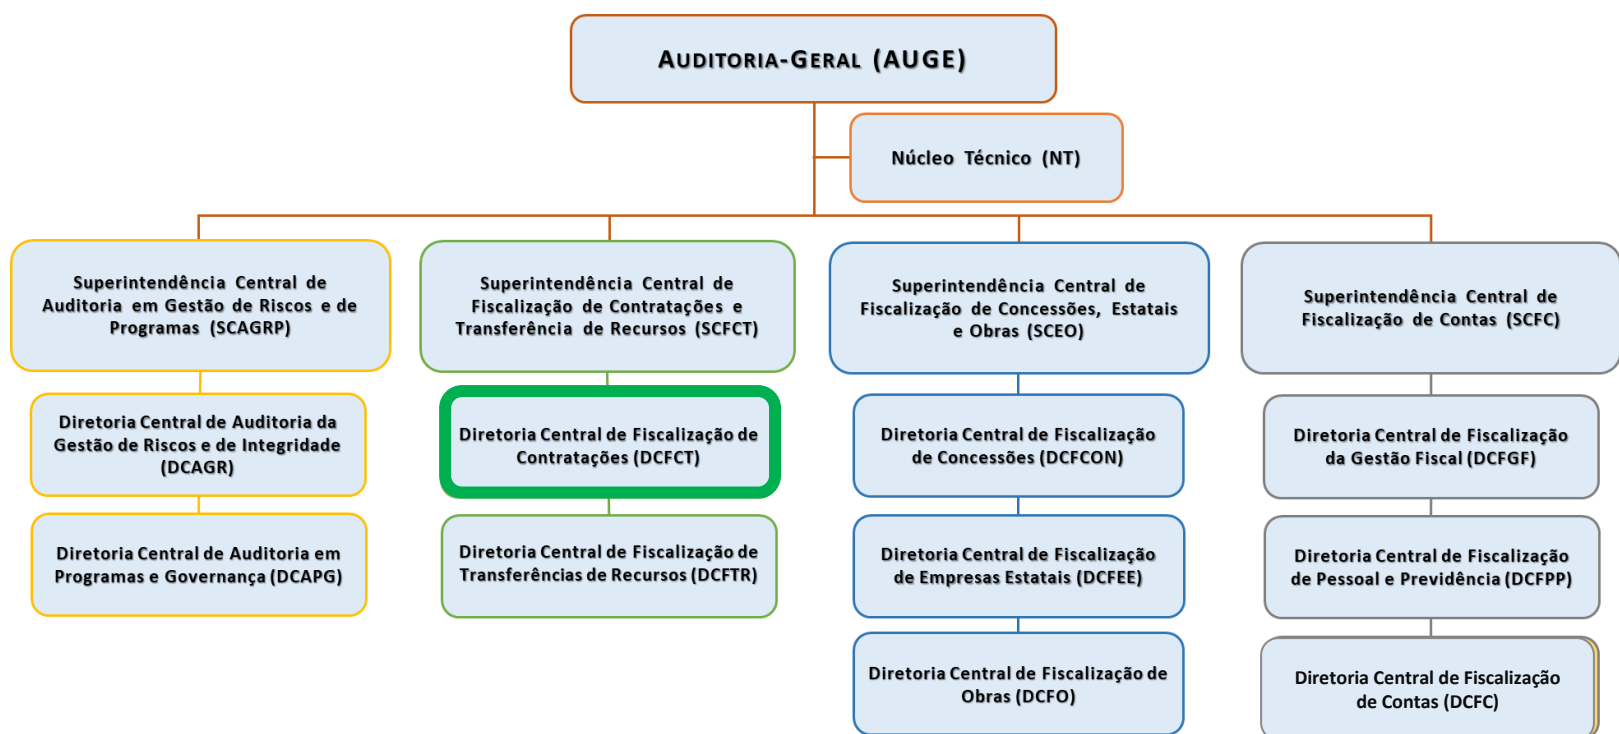 AUDITORIA-GERAL (AUGE)
Núcleo Técnico (NT)
Superintendência Central de
Auditoria em Gestão de Riscos e de
Programas (SCAGRP)
Superintendência Central de
Fiscalização de Contratações e
Transferência de Recursos (SCFCT)
Superintendência Central de
Fiscalização de Concessões, Estatais
e Obras (SCEO)
Superintendência Central de
Fiscalização de Contas (SCFC)
Diretoria Central de Auditoria da
Gestão de Riscos e de Integridade
(DCAGR)
Diretoria Central de Fiscalização de
Contratações (DCFCT)
Diretoria Central de Fiscalização
de Concessões (DCFCON)
Diretoria Central de Fiscalização
da Gestão Fiscal (DCFGF)
Diretoria Central de Auditoria em
Programas e Governança (DCAPG)
Diretoria Central de Fiscalização de
Transferências de Recursos (DCFTR)
Diretoria Central de Fiscalização
de Empresas Estatais (DCFEE)
Diretoria Central de Fiscalização
de Pessoal e Previdência (DCFPP)
Diretoria Central de Fiscalização de
Obras (DCFO)
Diretoria Central de Fiscalização
de Contas (DCFC)